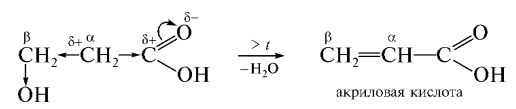 β δ+ α δ+ O δ−
CH₂ CH₂ C OH
OH
> t
−H₂O
β α O
CH₂=CH—C OH
акриловая кислота